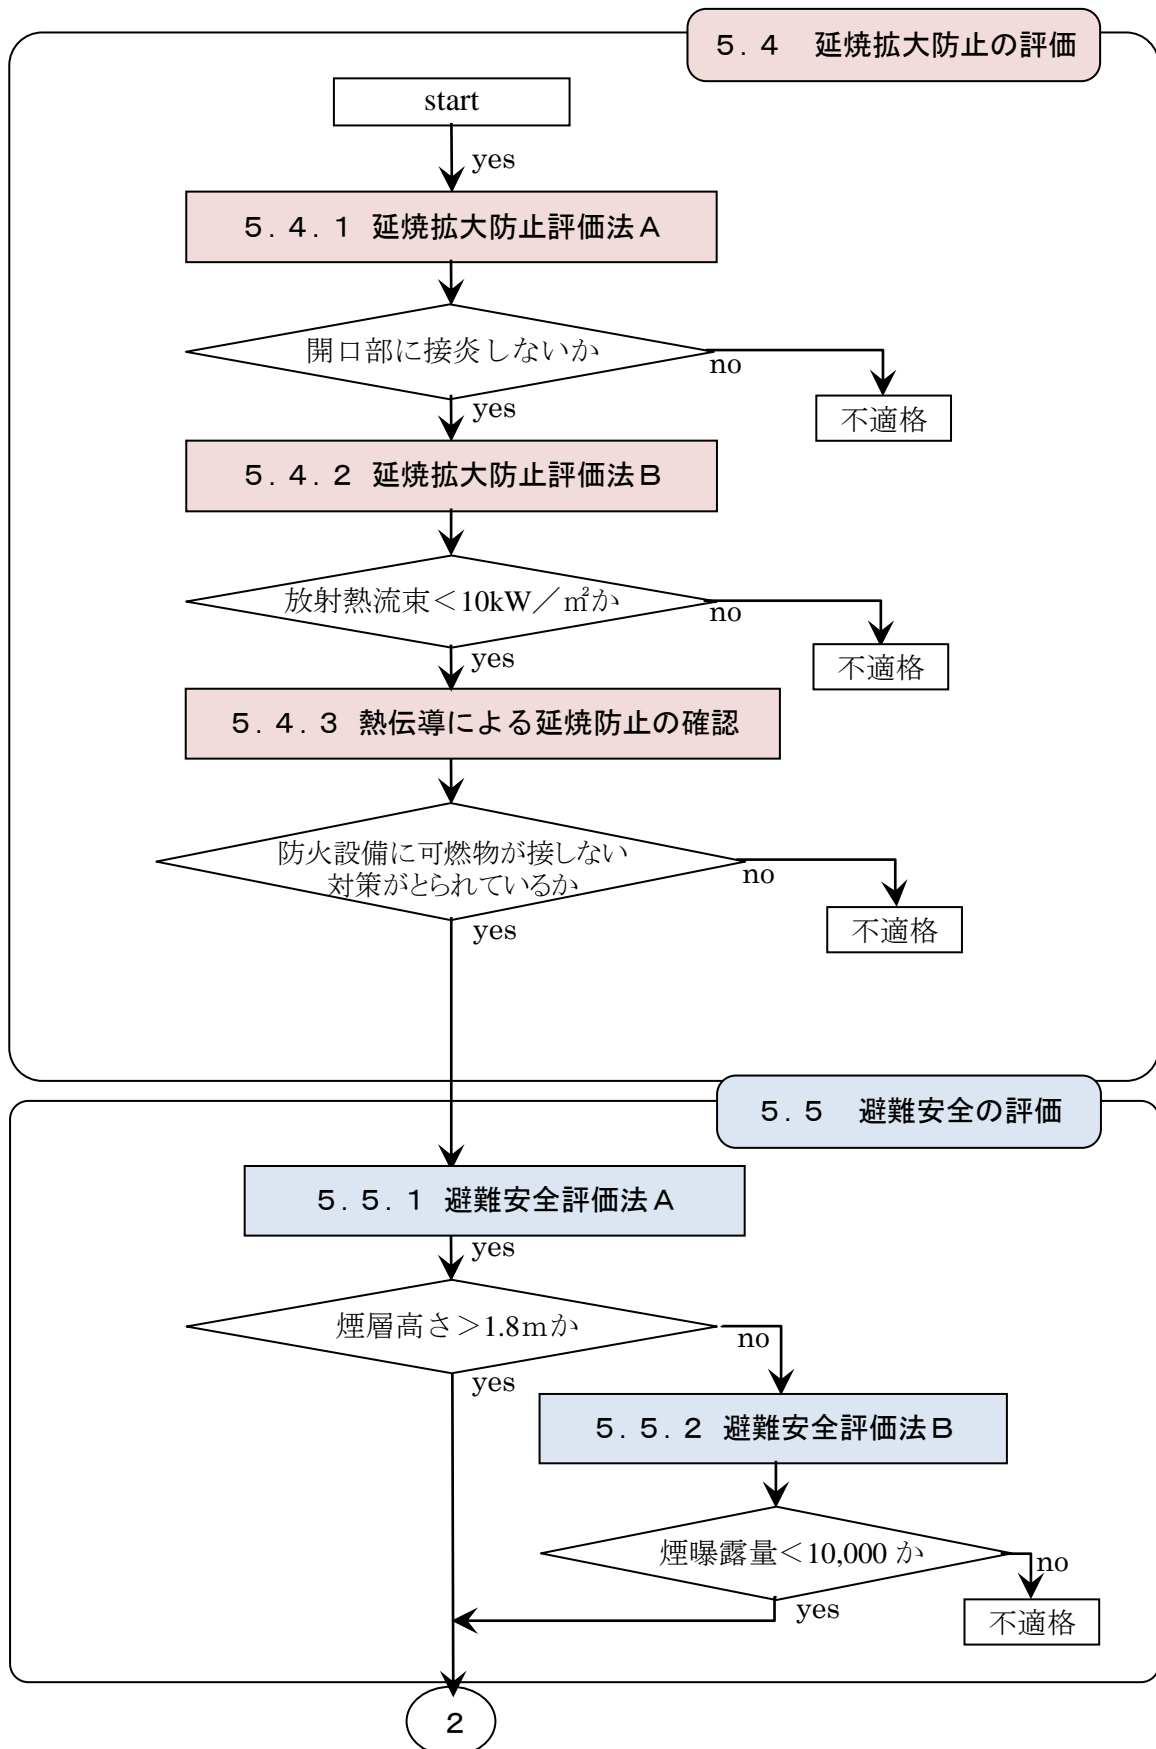 ５.４　延焼拡大防止の評価
start
yes
５.４.１ 延焼拡大防止評価法Ａ
開口部に接炎しないか
no
不適格
yes
５.４.２ 延焼拡大防止評価法Ｂ
放射熱流束＜10kW／㎡か
no
不適格
yes
５.４.３ 熱伝導による延焼防止の確認
防火設備に可燃物が接しない
対策がとられているか
no
不適格
yes
５.５　避難安全の評価
５.５.１ 避難安全評価法Ａ
yes
煙層高さ＞1.8ｍか
no
yes
５.５.２ 避難安全評価法Ｂ
煙曝露量＜10,000 か
no
不適格
yes
２